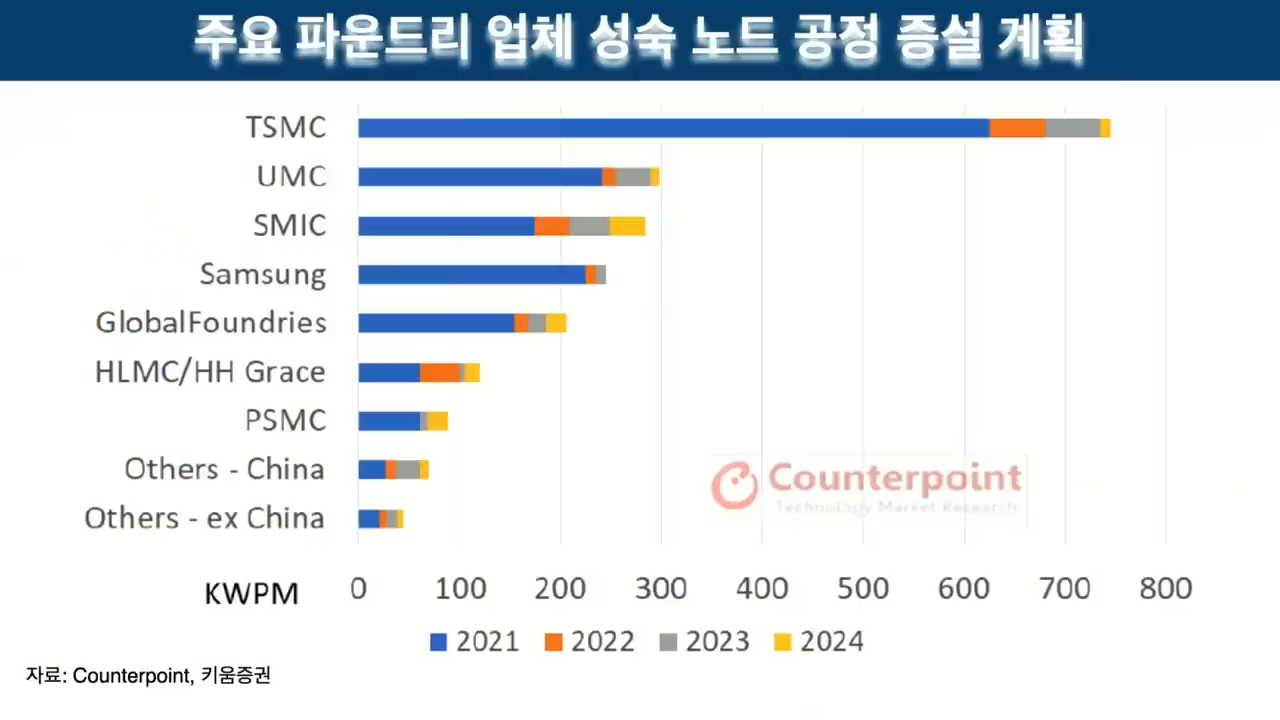 주요 파운드리 업체 성숙 노드 공정 증설 계획
TSMC
UMC
SMIC
Samsung
GlobalFoundries
HLMC/HH Grace
PSMC
Others - China
Others - ex China
Counterpoint
Technology Market Research
KWPM 0 100 200 300 400 500 600 700 800
2021 2022 2023 2024
자료: Counterpoint, 키움증권